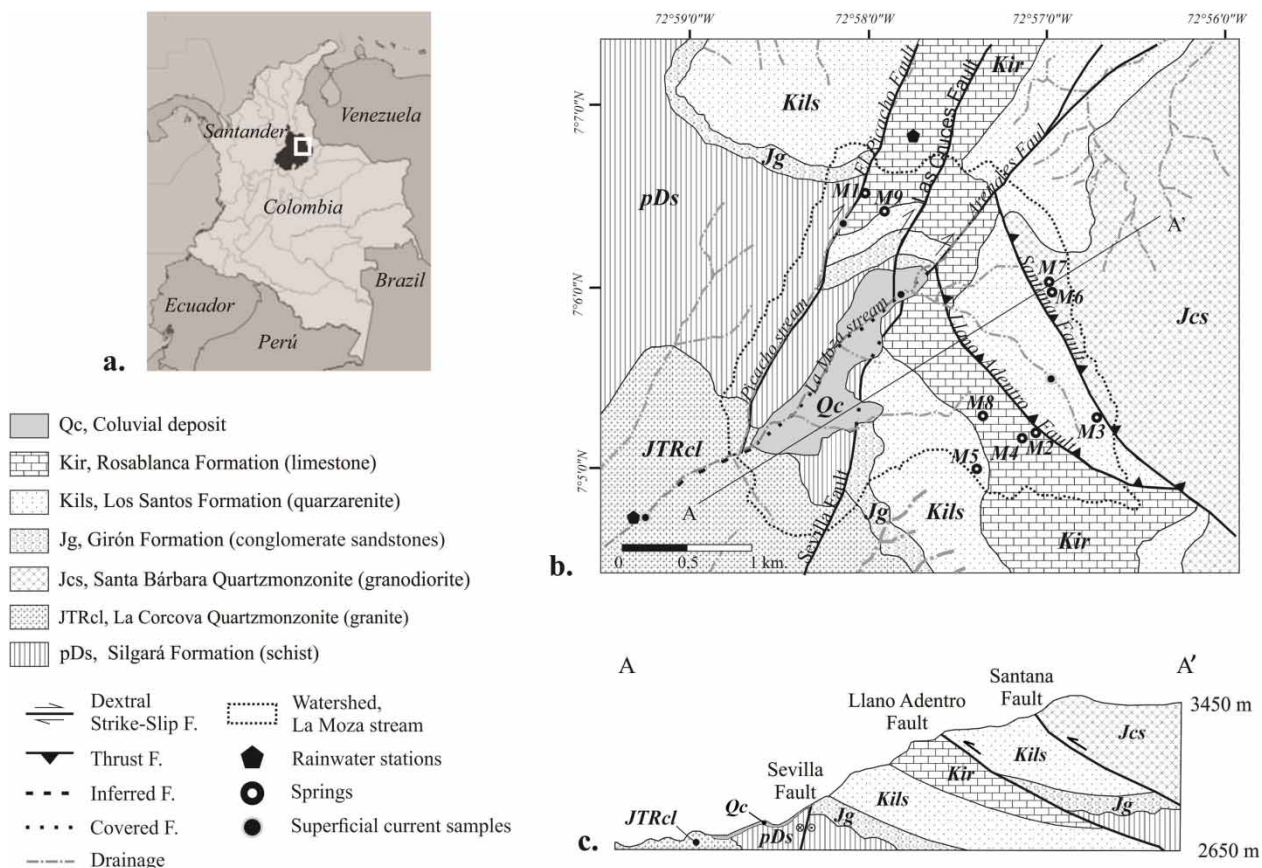 Venezuela
Santander
Colombia
Brazil
Ecuador
Perú
a.
72°59'0"W
72°58'0"W
72°57'0"W
72°56'0"W
7°7'0"N
7°6'0"N
7°5'0"N
Kils
Kir
El Picacho Fault
as Cruces Fault
Arenales Faul
Jg
pDs
M1
M9
A'
M7
M6
Santana Fault
Jcs
Picacho stream
La Moza stream
Llano Adentro Fault
Qc
M8
M3
M4
M2
M5
JTRcl
A
Sevilla Fault
Jg
Kils
Kir
0
0,5
1 km.
b.
Qc, Coluvial deposit
Kir, Rosablanca Formation (limestone)
Kils, Los Santos Formation (quarzarenite)
Jg, Girón Formation (conglomerate sandstones)
Jcs, Santa Bárbara Quartzmonzonite (granodiorite)
JTRcl, La Corcova Quartzmonzonite (granite)
pDs, Silgará Formation (schist)
Dextral
Strike-Slip F.
Thrust F.
Inferred F.
Covered F.
Drainage
Watershed,
La Moza stream
Rainwater stations
Springs
Superficial current samples
A
A'
Santana
Fault
Llano Adentro
Fault
3450 m
Jcs
Kils
Kir
Sevilla
Fault
Kils
Jg
Qc
JTRcl
pDs
Jg
c.
2650 m